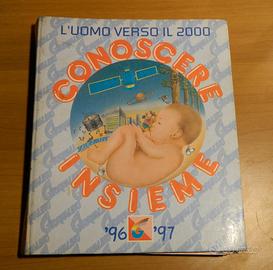 L'UOMO VERSO IL 2000
CONOSCERE
INSIEME
'96 '97